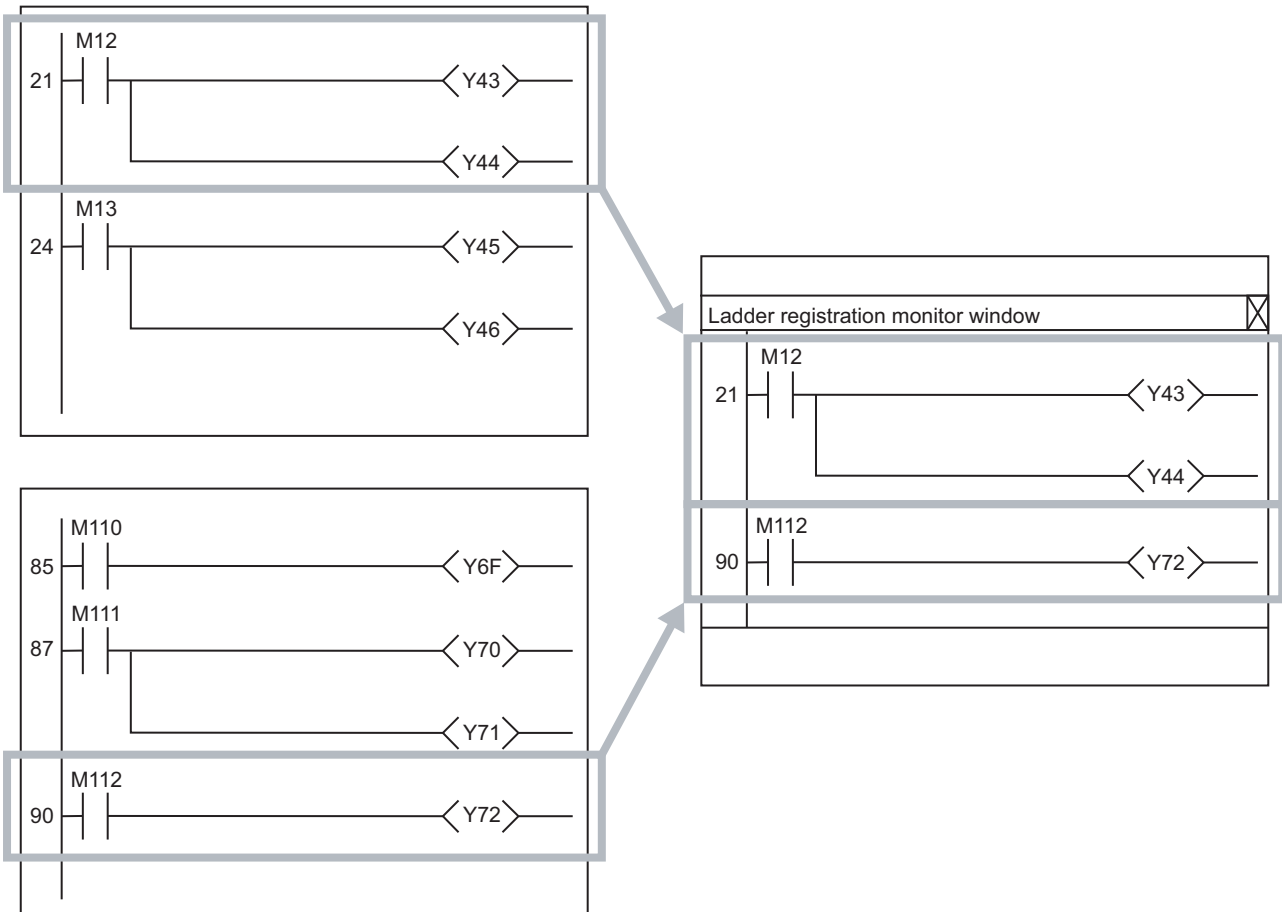 M12
21 Y43
Y44
M13
24 Y45
Y46
M110
85 Y6F
M111
87 Y70
Y71
M112
90 Y72
Ladder registration monitor window
M12
21 Y43
Y44
M112
90 Y72